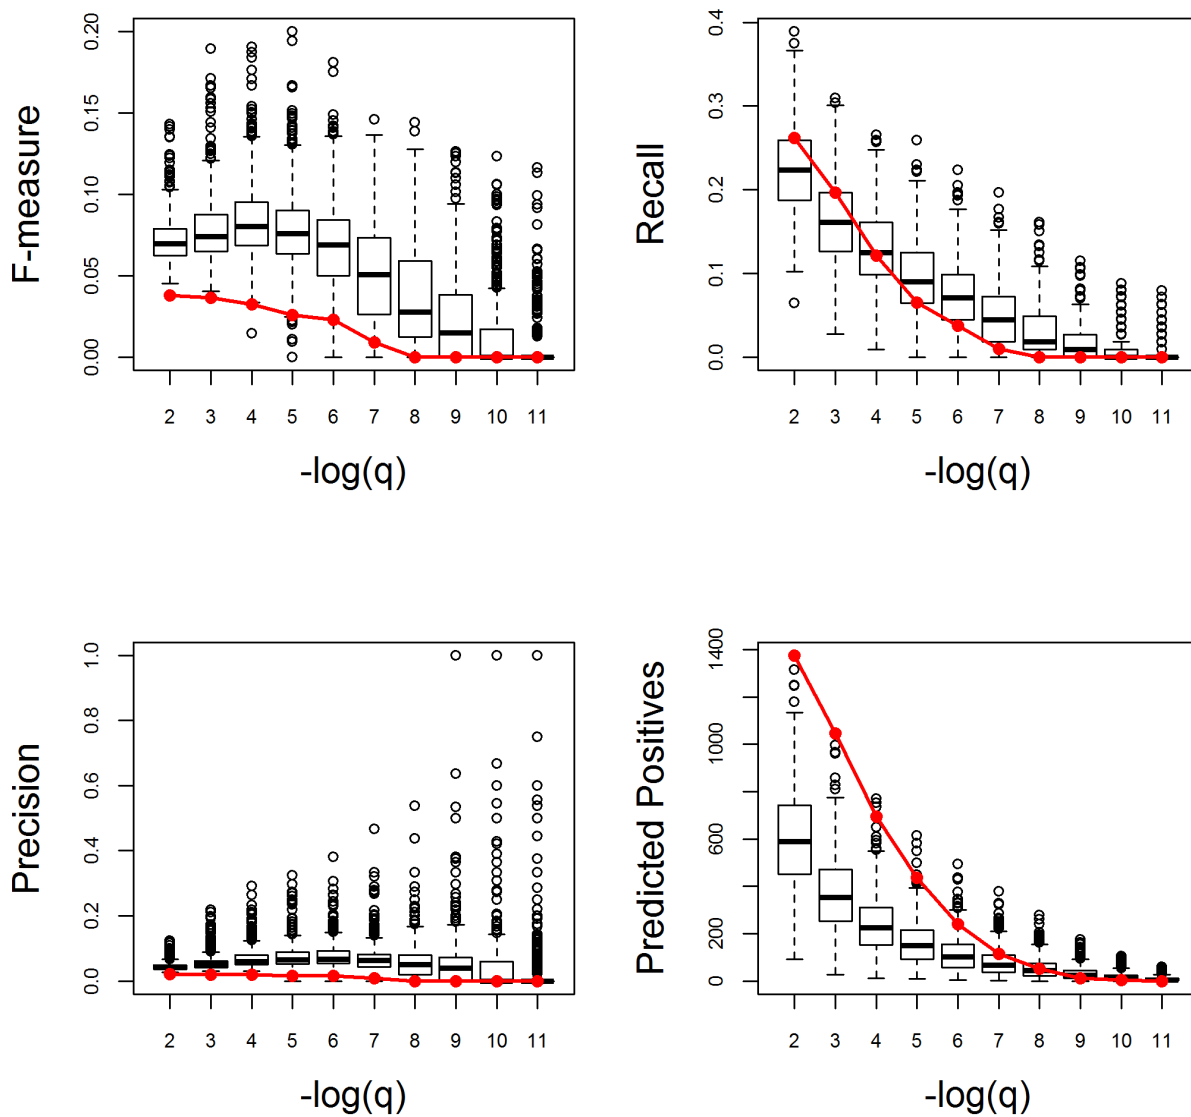 F-measure
0.00 0.05 0.10 0.15 0.20
2 3 4 5 6 7 8 9 10 11
-log(q)
Recall
0.0 0.1 0.2 0.3 0.4
2 3 4 5 6 7 8 9 10 11
-log(q)
Precision
0.0 0.2 0.4 0.6 0.8 1.0
2 3 4 5 6 7 8 9 10 11
-log(q)
Predicted Positives
0 200 600 1000 1400
2 3 4 5 6 7 8 9 10 11
-log(q)